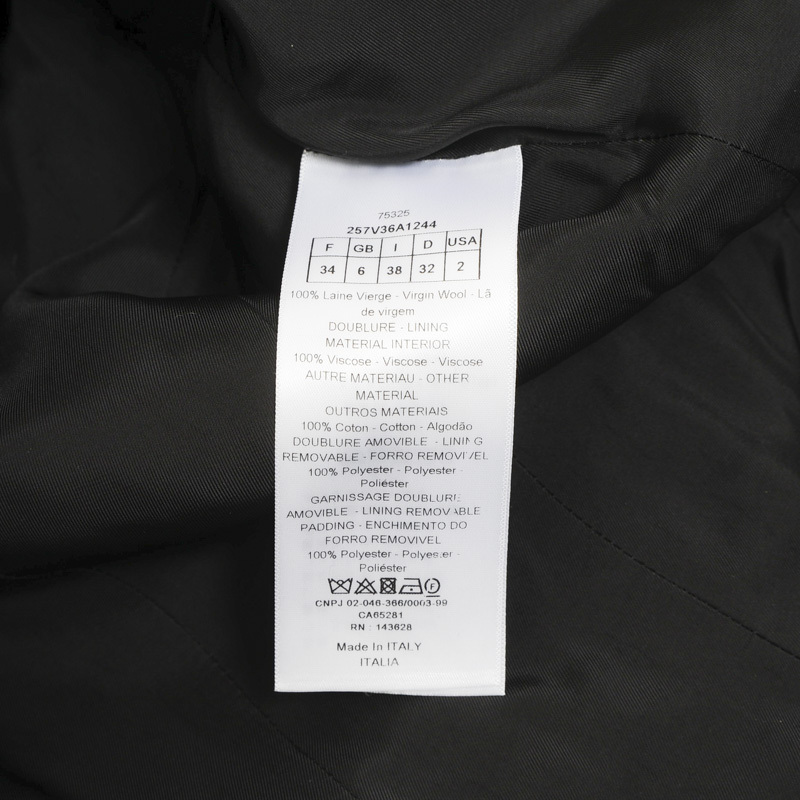 75325
257V36A1244
F GB I D USA
34 6 38 32 2
100% Laine Vierge - Virgin Wool - Lã
de virgem
DOUBLURE - LINING
MATERIAL INTERIOR
100% Viscose - Viscose - Viscose
AUTRE MATERIAU - OTHER
MATERIAL
OUTROS MATERIAIS
100% Coton - Cotton - Algodão
DOUBLURE AMOVIBLE - LINING
REMOVABLE - FORRO REMOVIVEL
100% Polyester - Polyester -
Poliéster
GARNISSAGE DOUBLURE
AMOVIBLE - LINING REMOVABLE
PADDING - ENCHIMENTO DO
FORRO REMOVIVEL
100% Polyester - Polyester -
Poliéster
F
CNPJ 02-046-366/0003-99
CA65281
RN : 143628
Made In ITALY
ITALIA